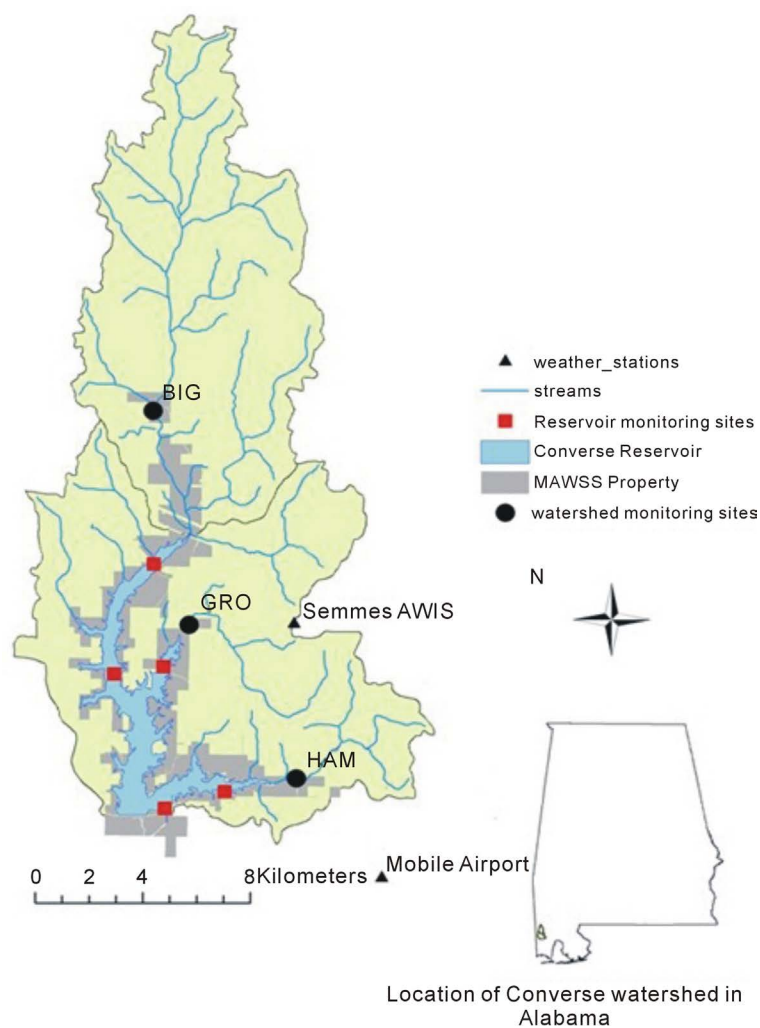 BIG
weather_stations
streams
Reservoir monitoring sites
Converse Reservoir
MAWSS Property
watershed monitoring sites
N
GRO
Semmes AWIS
HAM
Mobile Airport
0 2 4 8Kilometers
Location of Converse watershed in
Alabama